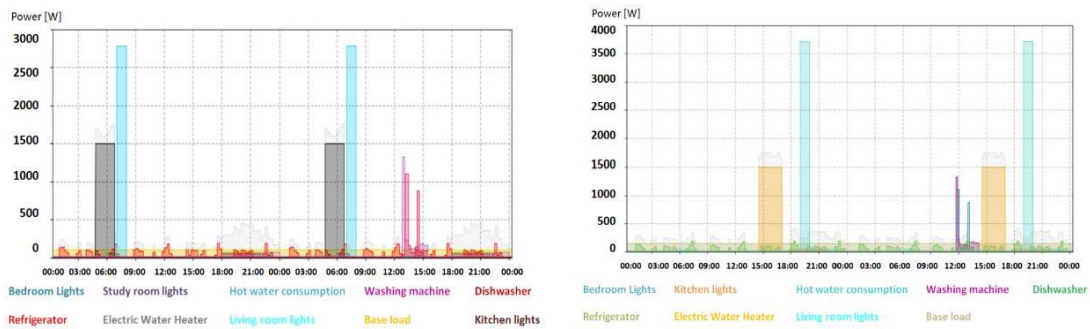 Power [W]
3000
2500
2000
1500
1000
500
0
00:00 03:00 06:00 09:00 12:00 15:00 18:00 21:00 00:00 03:00 06:00 09:00 12:00 15:00 18:00 21:00 00:00
Bedroom Lights Study room lights Hot water consumption Washing machine Dishwasher
Refrigerator Electric Water Heater Living room lights Base load Kitchen lights
Power [W]
4000
3500
3000
2500
2000
1500
1000
500
0
00:00 03:00 06:00 09:00 12:00 15:00 18:00 21:00 00:00 03:00 06:00 09:00 12:00 15:00 18:00 21:00 00:00
Bedroom Lights Kitchen lights Hot water consumption Washing machine Dishwasher
Refrigerator Electric Water Heater Living room lights Base load